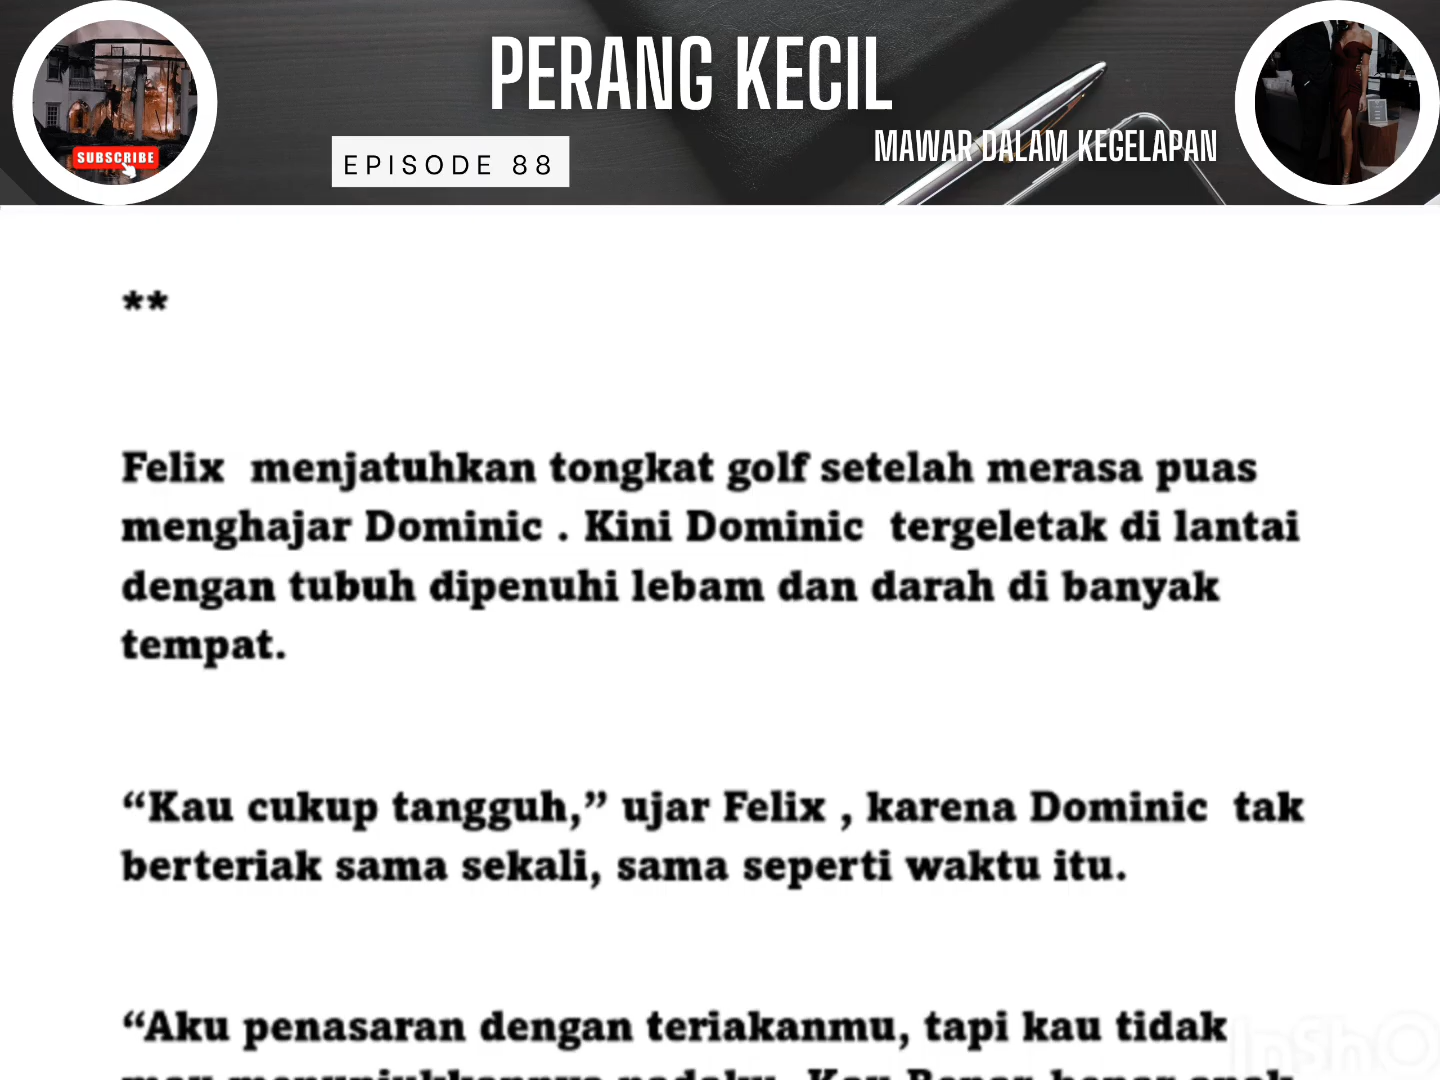 PERANG KECIL
MAWAR DALAM KEGELAPAN
EPISODE 88
SUBSCRIBE
**
Felix menjatuhkan tongkat golf setelah merasa puas
menghajar Dominic . Kini Dominic tergeletak di lantai
dengan tubuh dipenuhi lebam dan darah di banyak
tempat.
“Kau cukup tangguh,” ujar Felix , karena Dominic tak
berteriak sama sekali, sama seperti waktu itu.
“Aku penasaran dengan teriakanmu, tapi kau tidak
InShO